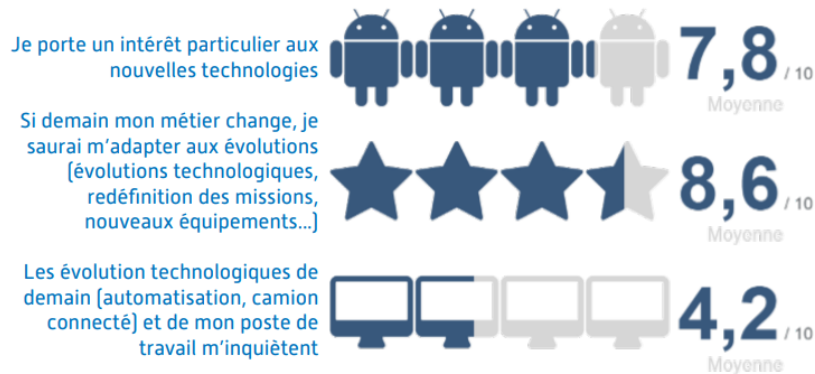 Je porte un intérêt particulier aux
nouvelles technologies
7,8 / 10
Moyenne
Si demain mon métier change, je
saurai m'adapter aux évolutions
(évolutions technologiques,
redéfinition des missions,
nouveaux équipements...)
8,6 / 10
Moyenne
Les évolution technologiques de
demain (automatisation, camion
connecté) et de mon poste de
travail m'inquiètent
4,2 / 10
Moyenne